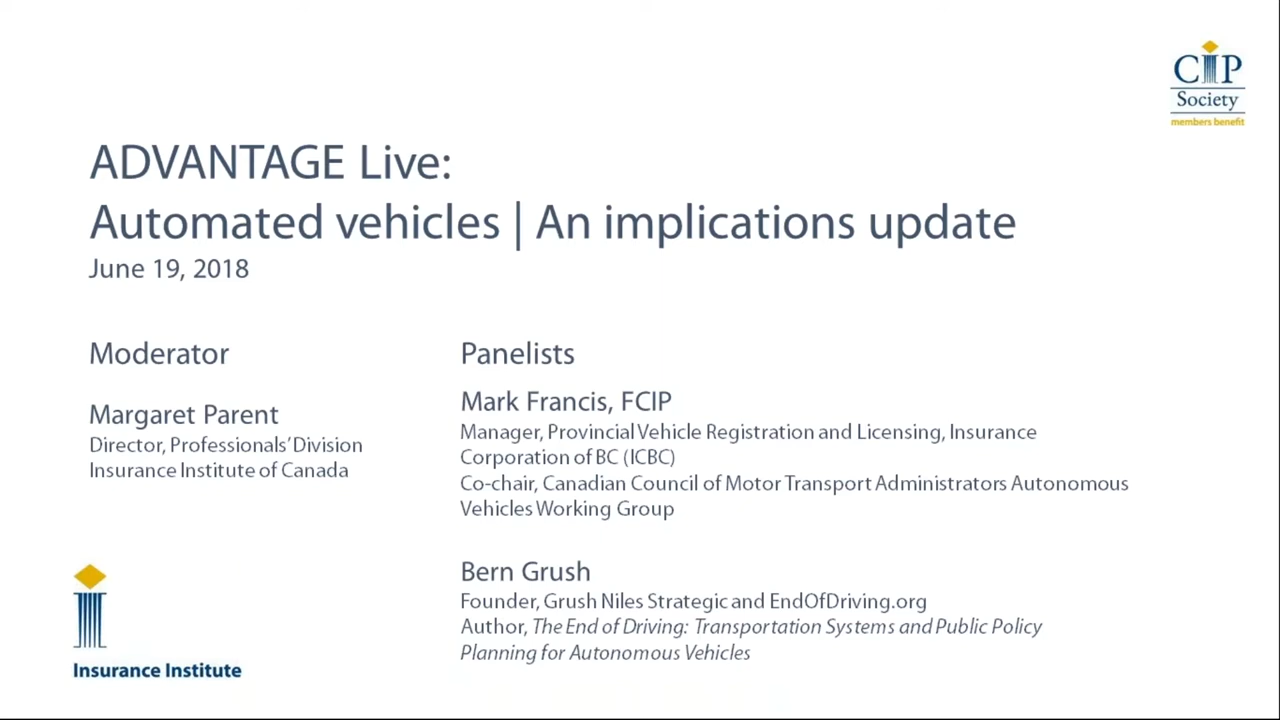 CIP
Society
members benefit
ADVANTAGE Live:
Automated vehicles | An implications update
June 19, 2018
Moderator
Margaret Parent
Director, Professionals’ Division
Insurance Institute of Canada
Panelists
Mark Francis, FCIP
Manager, Provincial Vehicle Registration and Licensing, Insurance
Corporation of BC (ICBC)
Co-chair, Canadian Council of Motor Transport Administrators Autonomous
Vehicles Working Group
Bern Grush
Founder, Grush Niles Strategic and EndOfDriving.org
Author, The End of Driving: Transportation Systems and Public Policy
Planning for Autonomous Vehicles
Insurance Institute